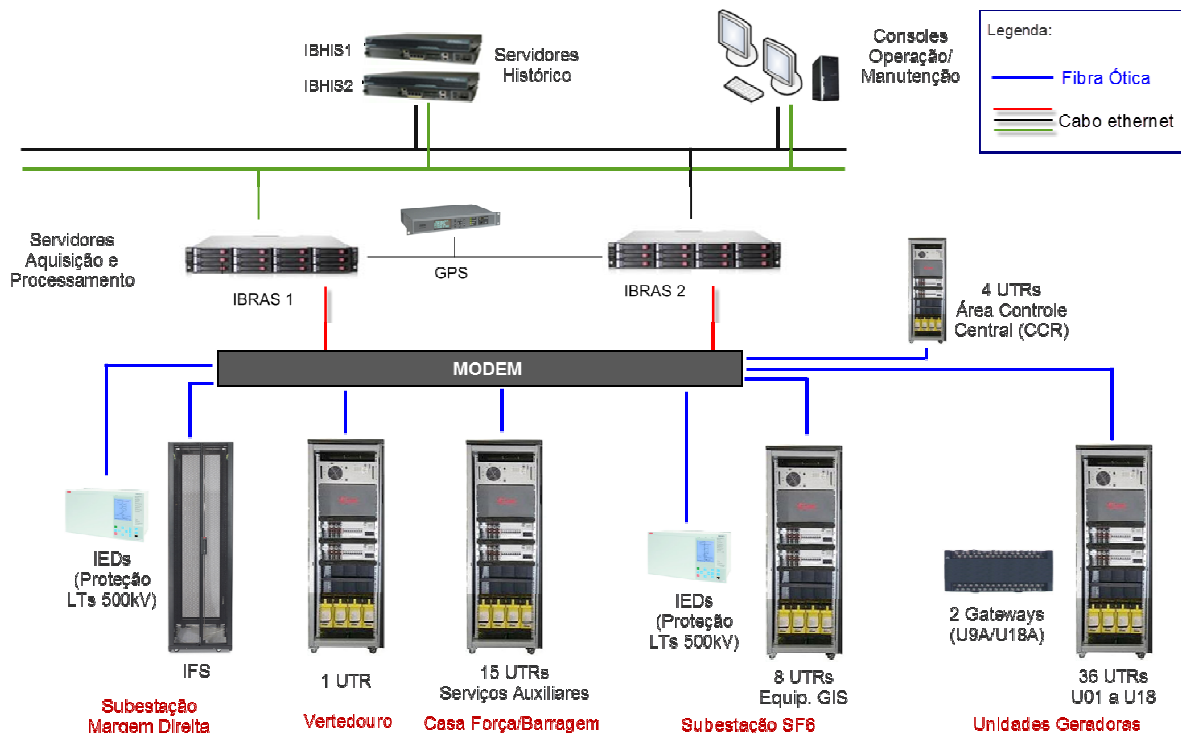 Legenda:
Fibra Ótica
Cabo ethernet
IBHIS1
IBHIS2
Servidores
Histórico
Consoles
Operação/
Manutenção
Servidores
Aquisição e
Processamento
IBRAS 1
GPS
IBRAS 2
4 UTRs
Área Controle
Central (CCR)
MODEM
IEDs
(Proteção
LTs 500kV)
IFS
Subestação
Margem Direita
1 UTR
Vertedouro
15 UTRs
Serviços Auxiliares
Casa Força/Barragem
IEDs
(Proteção
LTs 500kV)
8 UTRs
Equip. GIS
Subestação SF6
2 Gateways
(U9A/U18A)
36 UTRs
U01 a U18
Unidades Geradoras